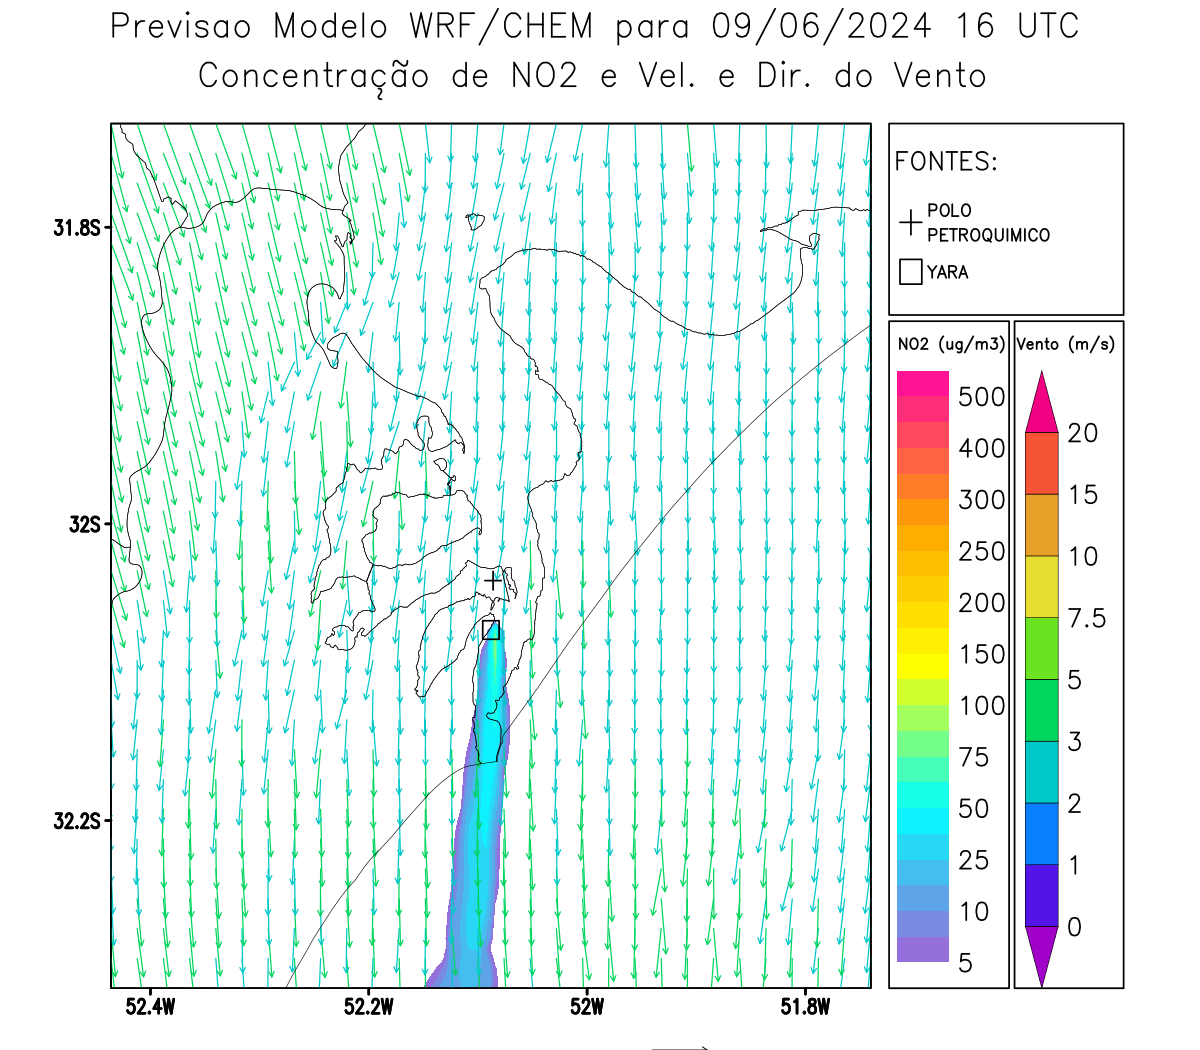 Previsao Modelo WRF/CHEM para 09/06/2024 16 UTC
Concentração de NO2 e Vel. e Dir. do Vento
FONTES:
POLO
PETROQUIMICO
YARA
NO2 (ug/m3)
500
400
300
250
200
150
100
75
50
25
10
5
Vento (m/s)
20
15
10
7.5
5
3
2
1
0
31.8S
32S
32.2S
52.4W
52.2W
52W
51.8W